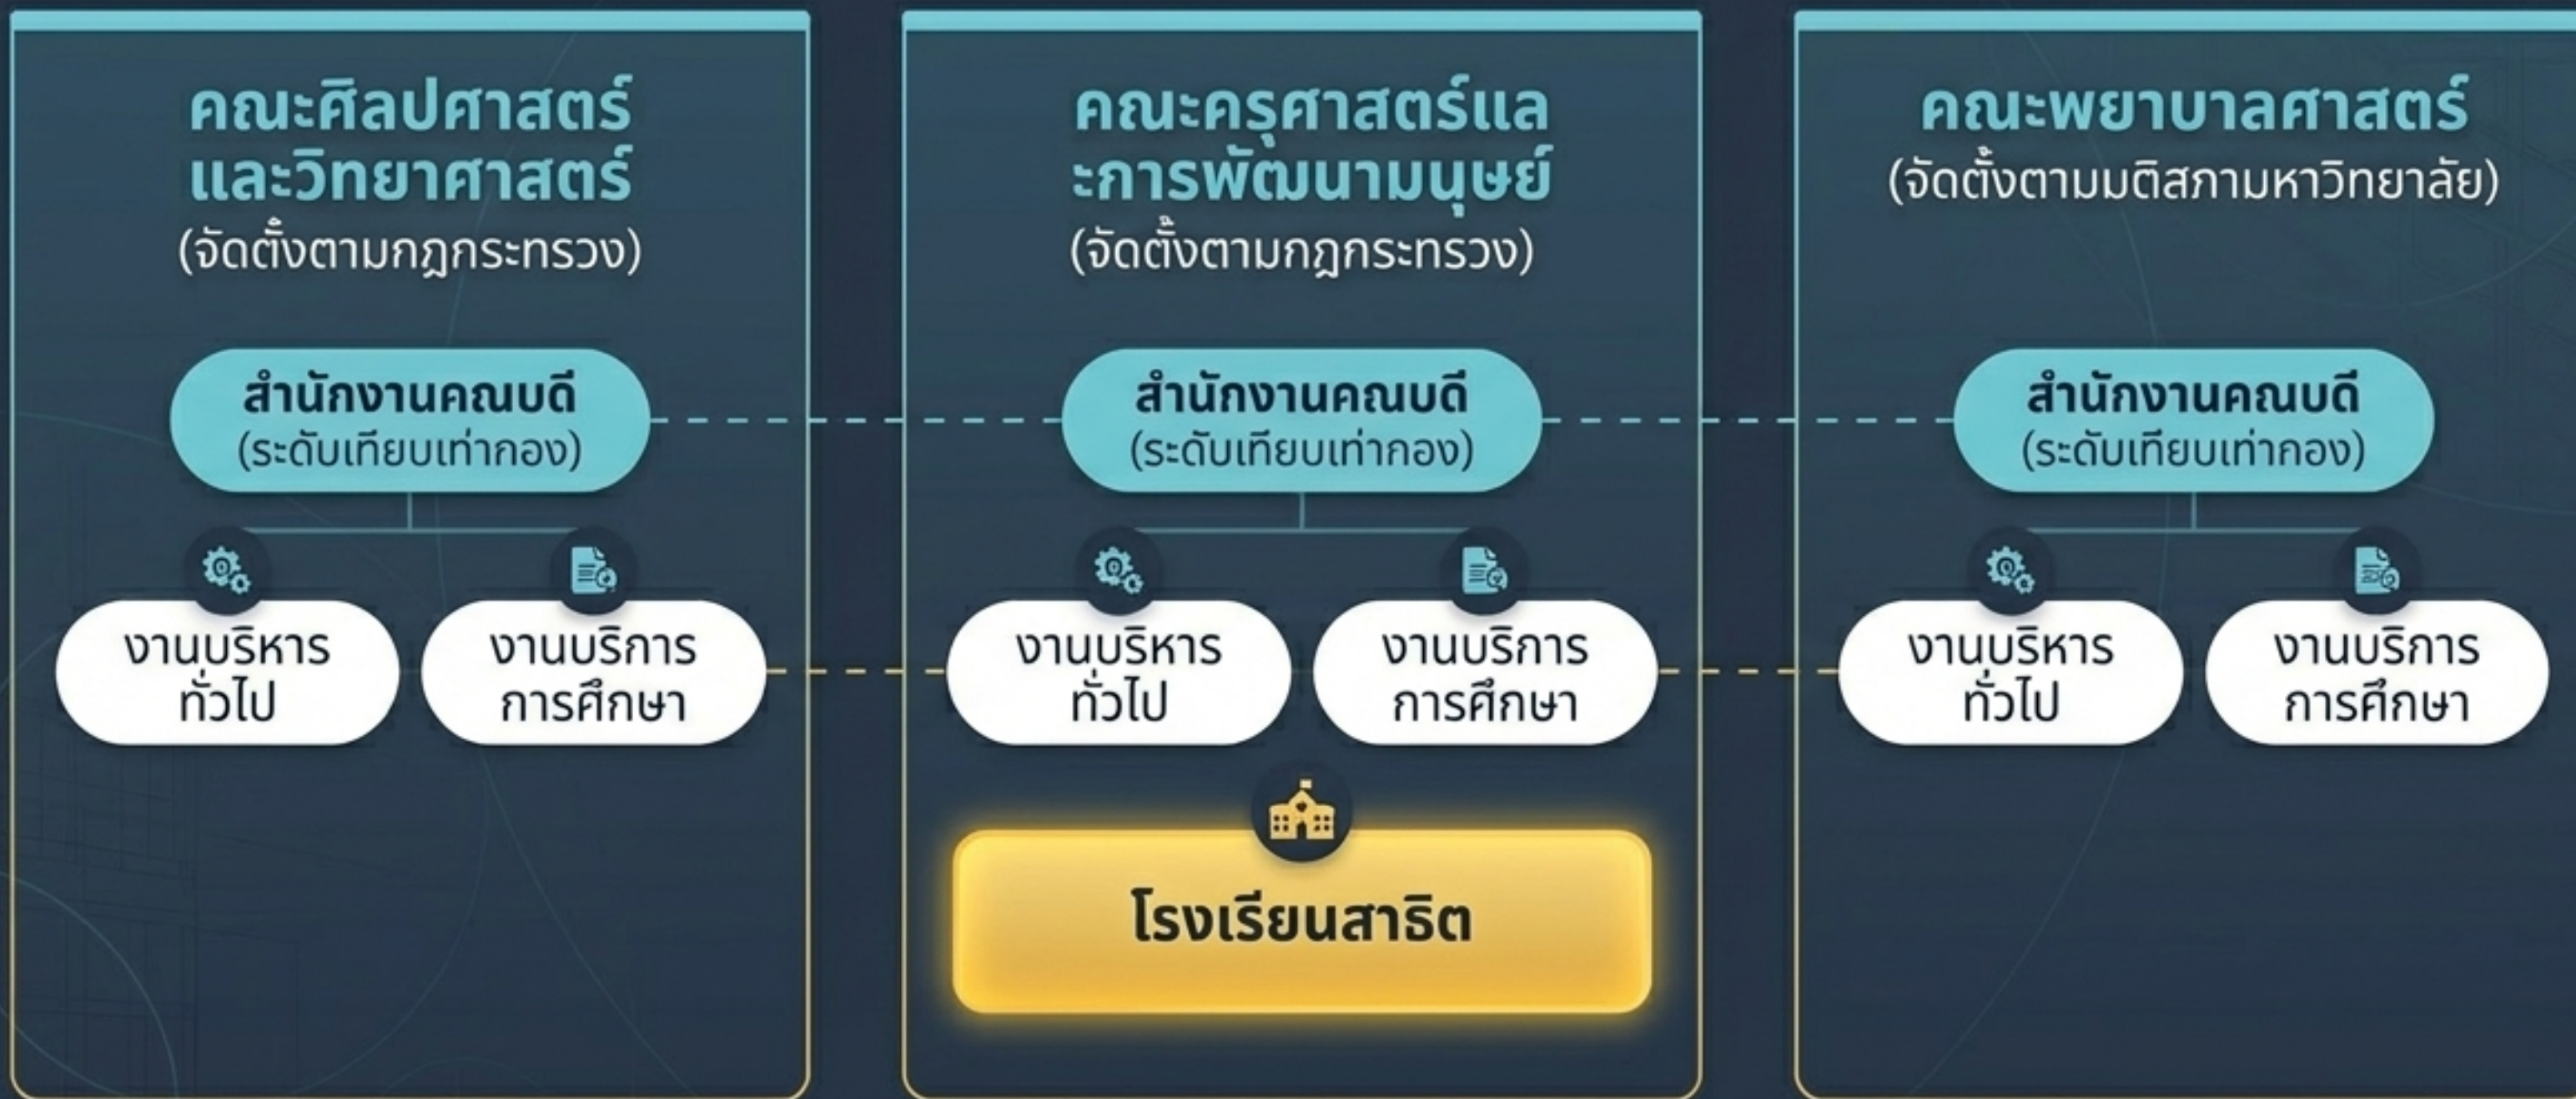 คณะศิลปศาสตร์
และวิทยาศาสตร์
(จัดตั้งตามกฎกระทรวง)
สำนักงานคณบดี
(ระดับเทียบเท่ากอง)
งานบริหาร
ทั่วไป
งานบริการ
การศึกษา
คณะครุศาสตร์แล
ะการพัฒนามนุษย์
(จัดตั้งตามกฎกระทรวง)
สำนักงานคณบดี
(ระดับเทียบเท่ากอง)
งานบริหาร
ทั่วไป
งานบริการ
การศึกษา
โรงเรียนสาธิต
คณะพยาบาลศาสตร์
(จัดตั้งตามมติสภามหาวิทยาลัย)
สำนักงานคณบดี
(ระดับเทียบเท่ากอง)
งานบริหาร
ทั่วไป
งานบริการ
การศึกษา